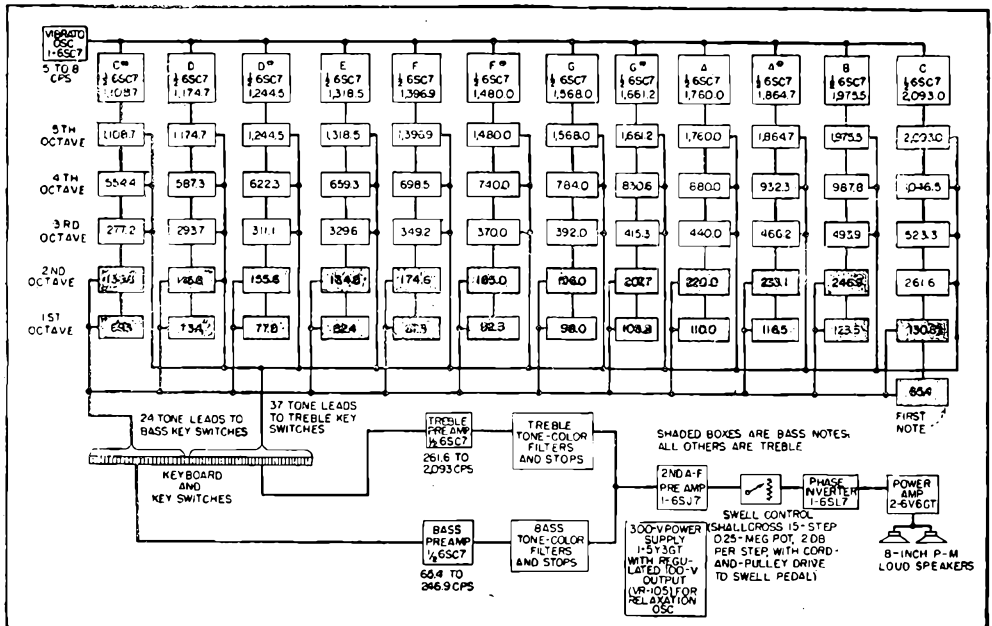 VIBRATO
OSC
1-6SC7
5 TO 8
CPS
C# D D# E F F# G G# A A# B C
½ 6SC7 ½ 6SC7 ½ 6SC7 ½ 6SC7 ½ 6SC7 ½ 6SC7 ½ 6SC7 ½ 6SC7 ½ 6SC7 ½ 6SC7 ½ 6SC7 ½ 6SC7
1,108.7 1,174.7 1,244.5 1,318.5 1,396.9 1,480.0 1,568.0 1,661.2 1,760.0 1,864.7 1,975.5 2,093.0
5TH
OCTAVE
1,108.7 1,174.7 1,244.5 1,318.5 1,396.9 1,480.0 1,568.0 1,661.2 1,760.0 1,864.7 1,975.5 2,093.0
4TH
OCTAVE
554.4 587.3 622.3 659.3 698.5 740.0 784.0 830.6 880.0 932.3 987.8 1,046.5
3RD
OCTAVE
277.2 293.7 311.1 329.6 349.2 370.0 392.0 415.3 440.0 466.2 493.9 523.3
2ND
OCTAVE
155.6 174.6 185.0 196.0 207.7 220.0 233.1 246.9 261.6
1ST
OCTAVE
73.4 77.8 82.4 98.0 110.0 116.5 123.5 130.8
65.4
FIRST
NOTE
24 TONE LEADS TO
BASS KEY SWITCHES
37 TONE LEADS
TO TREBLE KEY
SWITCHES
KEYBOARD
AND
KEY SWITCHES
TREBLE
PREAMP
½ 6SC7
261.6 TO
2,093 CPS
TREBLE
TONE-COLOR
FILTERS
AND STOPS
SHADED BOXES ARE BASS NOTES,
ALL OTHERS ARE TREBLE
BASS
PREAMP
½ 6SC7
65.4 TO
246.9 CPS
BASS
TONE-COLOR
FILTERS
AND STOPS
2ND A-F
PRE AMP
1-6SJ7
300-V POWER
SUPPLY
1-5Y3GT
WITH REGU-
LATED 100-V
OUTPUT
(VR-105) FOR
RELAXATION
OSC
SWELL CONTROL
(SHALLCROSS 15-STEP
0.25-MEG POT, 2 DB
PER STEP, WITH CORD-
AND-PULLEY DRIVE
TO SWELL PEDAL)
PHASE
INVERTER
1-6SL7
POWER
AMP
2-6V6GT
8-INCH P-M
LOUD SPEAKERS